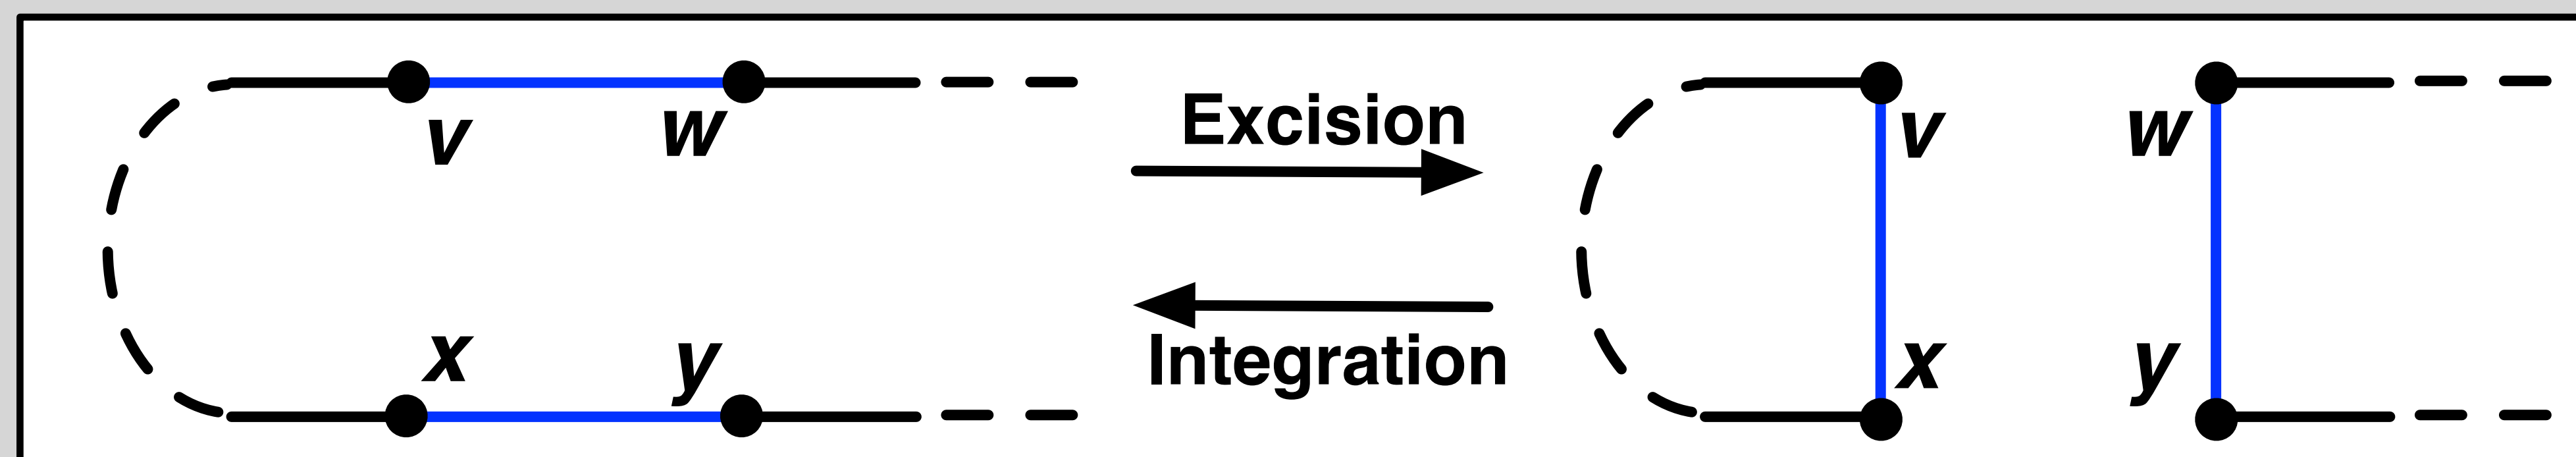 v
w
x
y
Excision
Integration
v
x
w
y